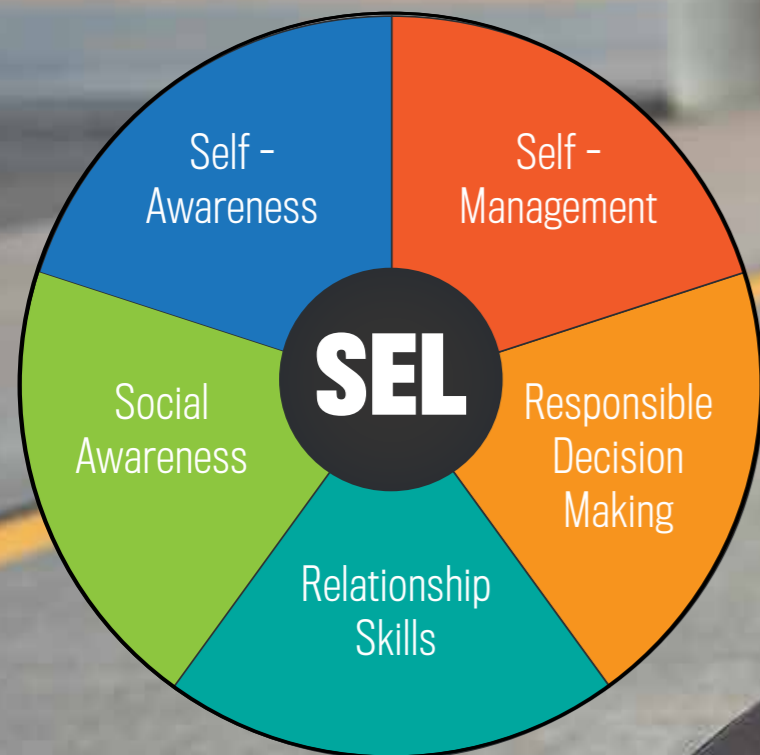 Self -
Awareness
Self -
Management
Social
Awareness
SEL
Responsible
Decision
Making
Relationship
Skills